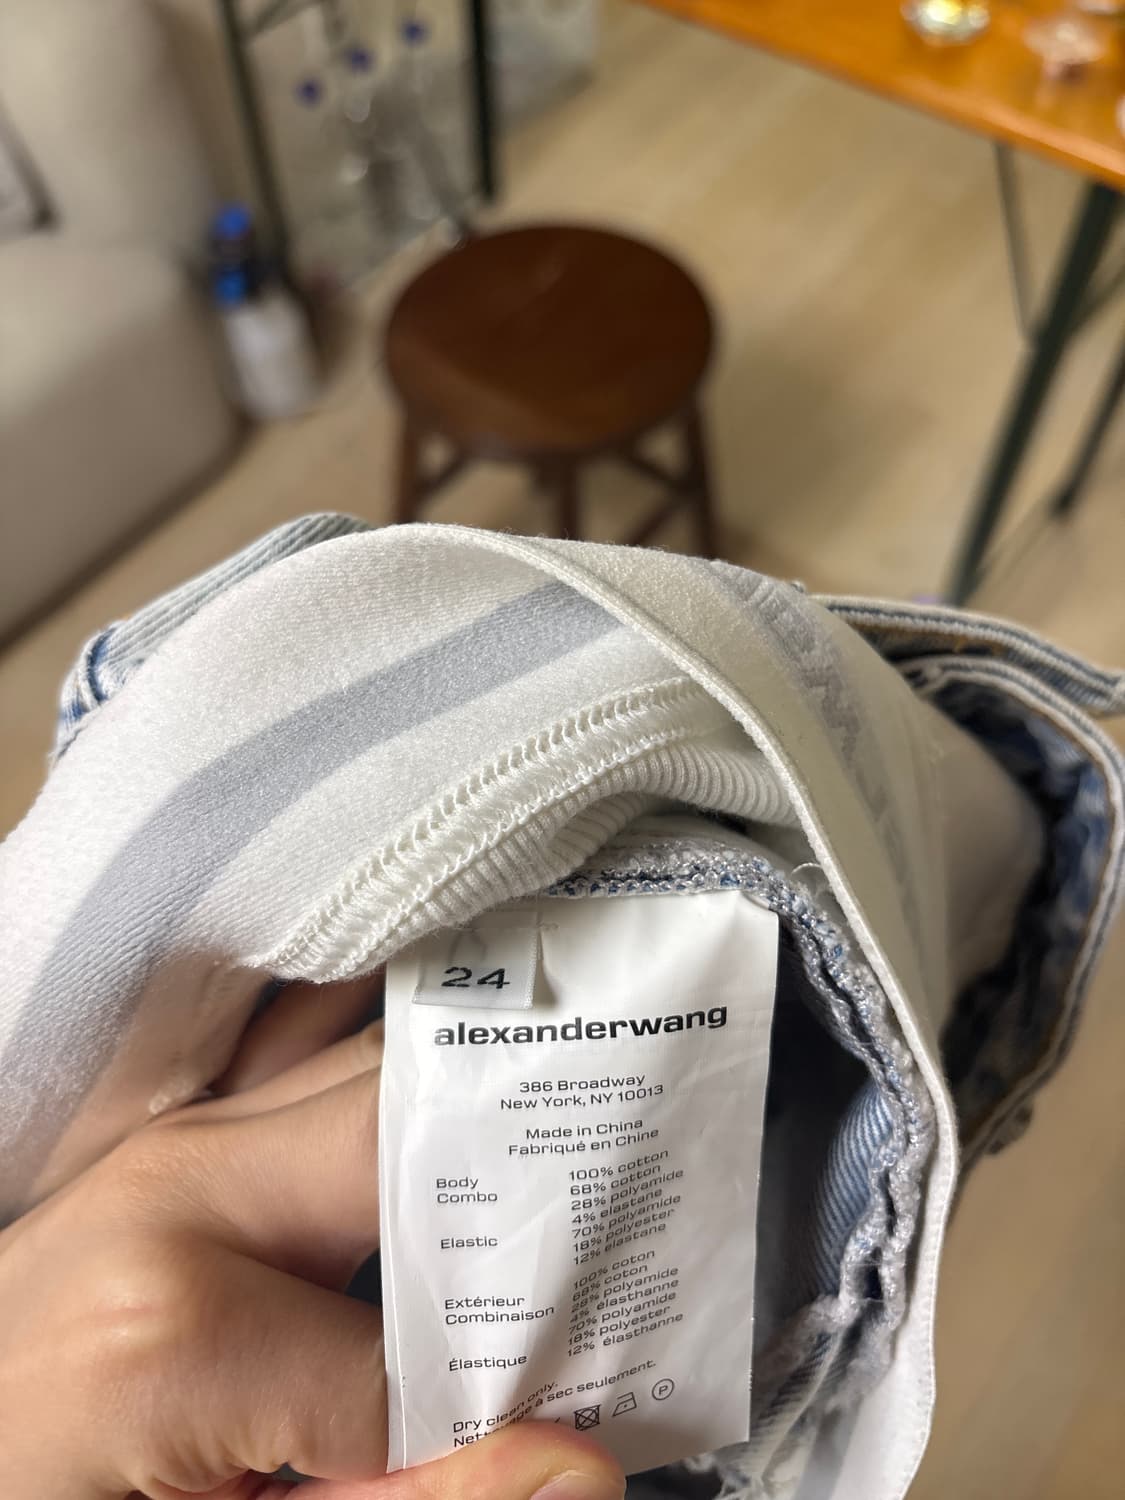 24
alexanderwang
386 Broadway
New York, NY 10013
Made in China
Fabriqué en Chine
Body 100% cotton
Combo 68% cotton
28% polyamide
4% elastane
Elastic 70% polyamide
18% polyester
12% elastane
Extérieur 100% coton
Combinaison 68% coton
28% polyamide
4% élasthanne
Élastique 70% polyamide
18% polyester
12% élasthanne
Dry clean only.
à sec seulement.
P